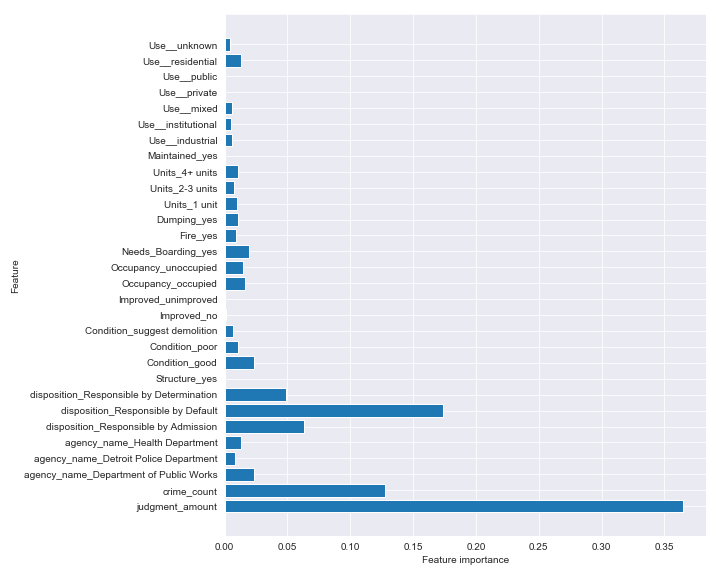 Use__unknown
Use__residential
Use__public
Use__private
Use__mixed
Use__institutional
Use__industrial
Maintained_yes
Units_4+ units
Units_2-3 units
Units_1 unit
Dumping_yes
Fire_yes
Needs_Boarding_yes
Occupancy_unoccupied
Occupancy_occupied
Improved_unimproved
Improved_no
Condition_suggest demolition
Condition_poor
Condition_good
Structure_yes
disposition_Responsible by Determination
disposition_Responsible by Default
disposition_Responsible by Admission
agency_name_Health Department
agency_name_Detroit Police Department
agency_name_Department of Public Works
crime_count
judgment_amount
Feature
0.00 0.05 0.10 0.15 0.20 0.25 0.30 0.35
Feature importance